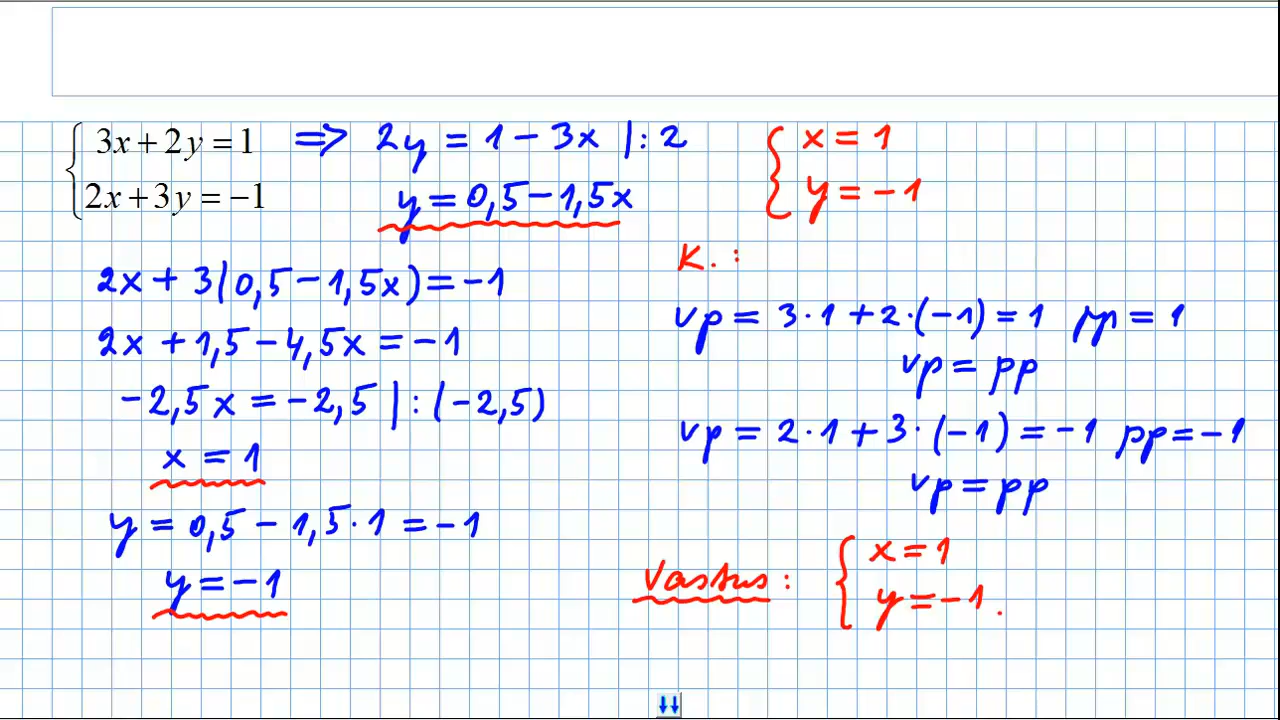 3x + 2y = 1 => 2y = 1 - 3x |: 2
2x + 3y = -1 y = 0,5 - 1,5x
2x + 3(0,5 - 1,5x) = -1
2x + 1,5 - 4,5x = -1
-2,5x = -2,5 |: (-2,5)
x = 1
y = 0,5 - 1,5 · 1 = -1
y = -1
x = 1
y = -1
K. :
vp = 3 · 1 + 2 · (-1) = 1 pp = 1
vp = pp
vp = 2 · 1 + 3 · (-1) = -1 pp = -1
vp = pp
Vastus: x = 1
y = -1.